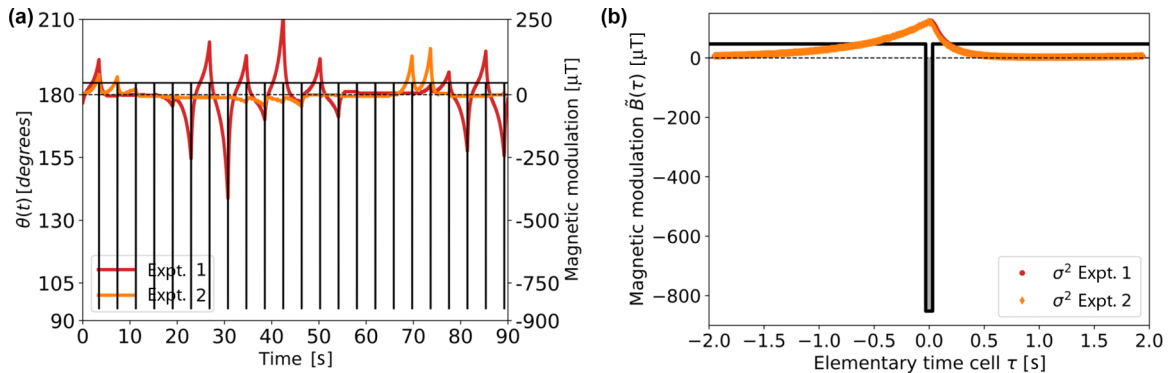 (a)
θ(t) [degrees]
210
180
155
130
105
90
0 10 20 30 40 50 60 70 80 90
Time [s]
250
0
-250
-500
-750
-900
Magnetic modulation [μT]
Expt. 1
Expt. 2
(b)
Magnetic modulation B̃(τ) [μT]
0
−200
−400
−600
−800
−2.0 −1.5 −1.0 −0.5 0.0 0.5 1.0 1.5 2.0
Elementary time cell τ [s]
σ² Expt. 1
σ² Expt. 2